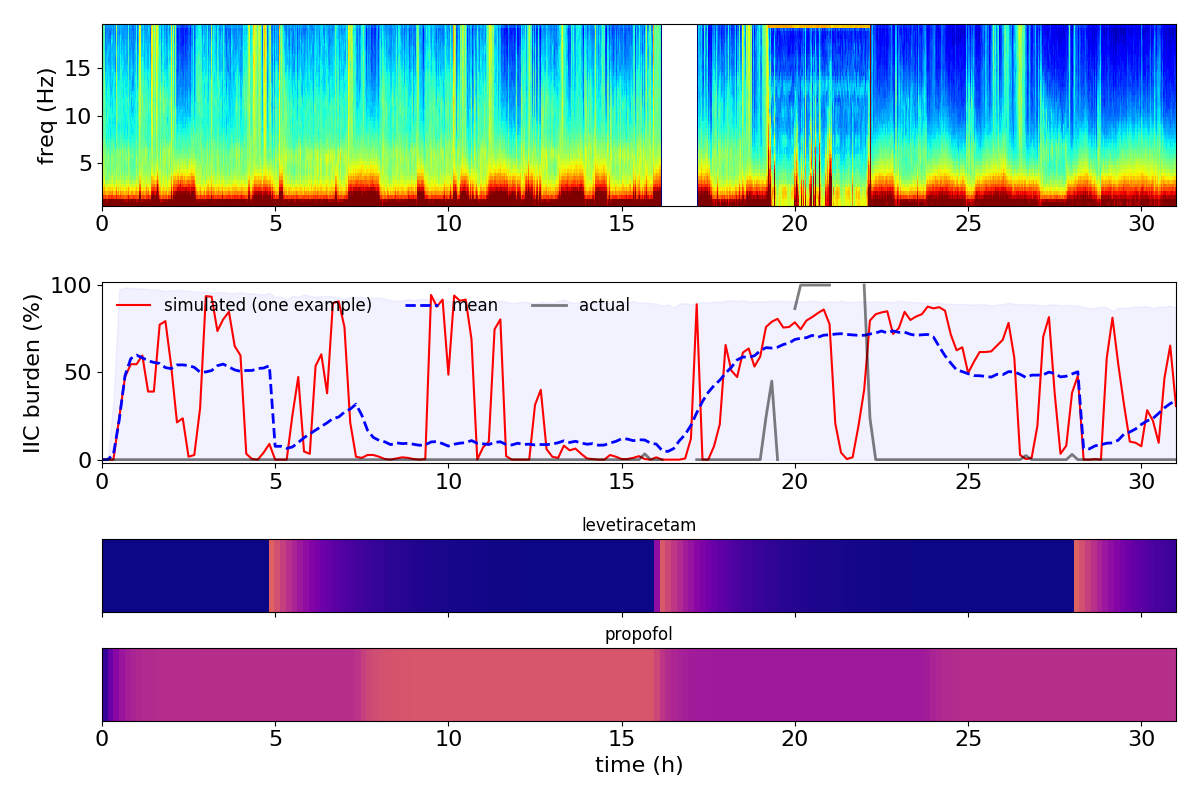 freq (Hz)
15
10
5
0 5 10 15 20 25 30
IIC burden (%)
100
50
0
simulated (one example) mean actual
0 5 10 15 20 25 30
levetiracetam
propofol
0 5 10 15 20 25 30
time (h)